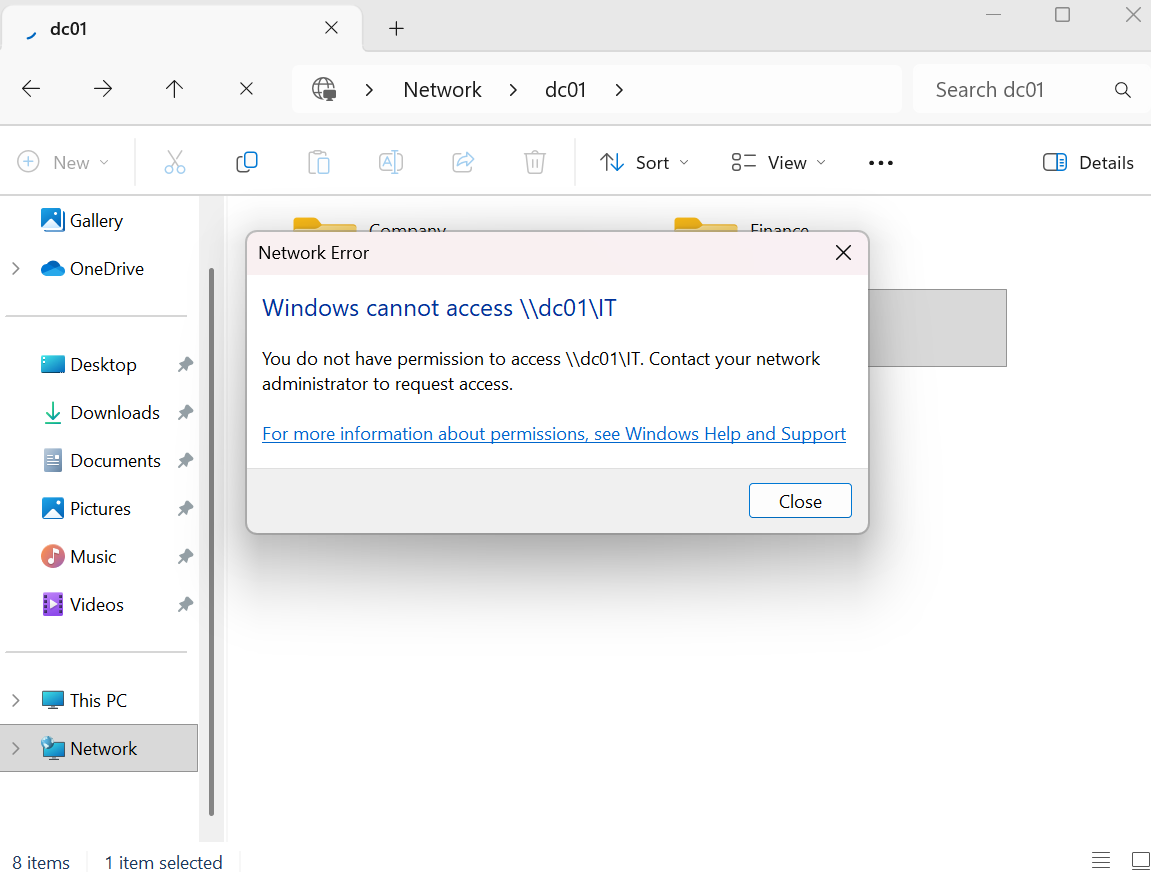 dc01
Network
dc01
Search dc01
New
Sort
View
Details
Gallery
OneDrive
Desktop
Downloads
Documents
Pictures
Music
Videos
This PC
Network
Company
Finance
Network Error
Windows cannot access \\dc01\IT
You do not have permission to access \\dc01\IT. Contact your network
administrator to request access.
For more information about permissions, see Windows Help and Support
Close
8 items
1 item selected